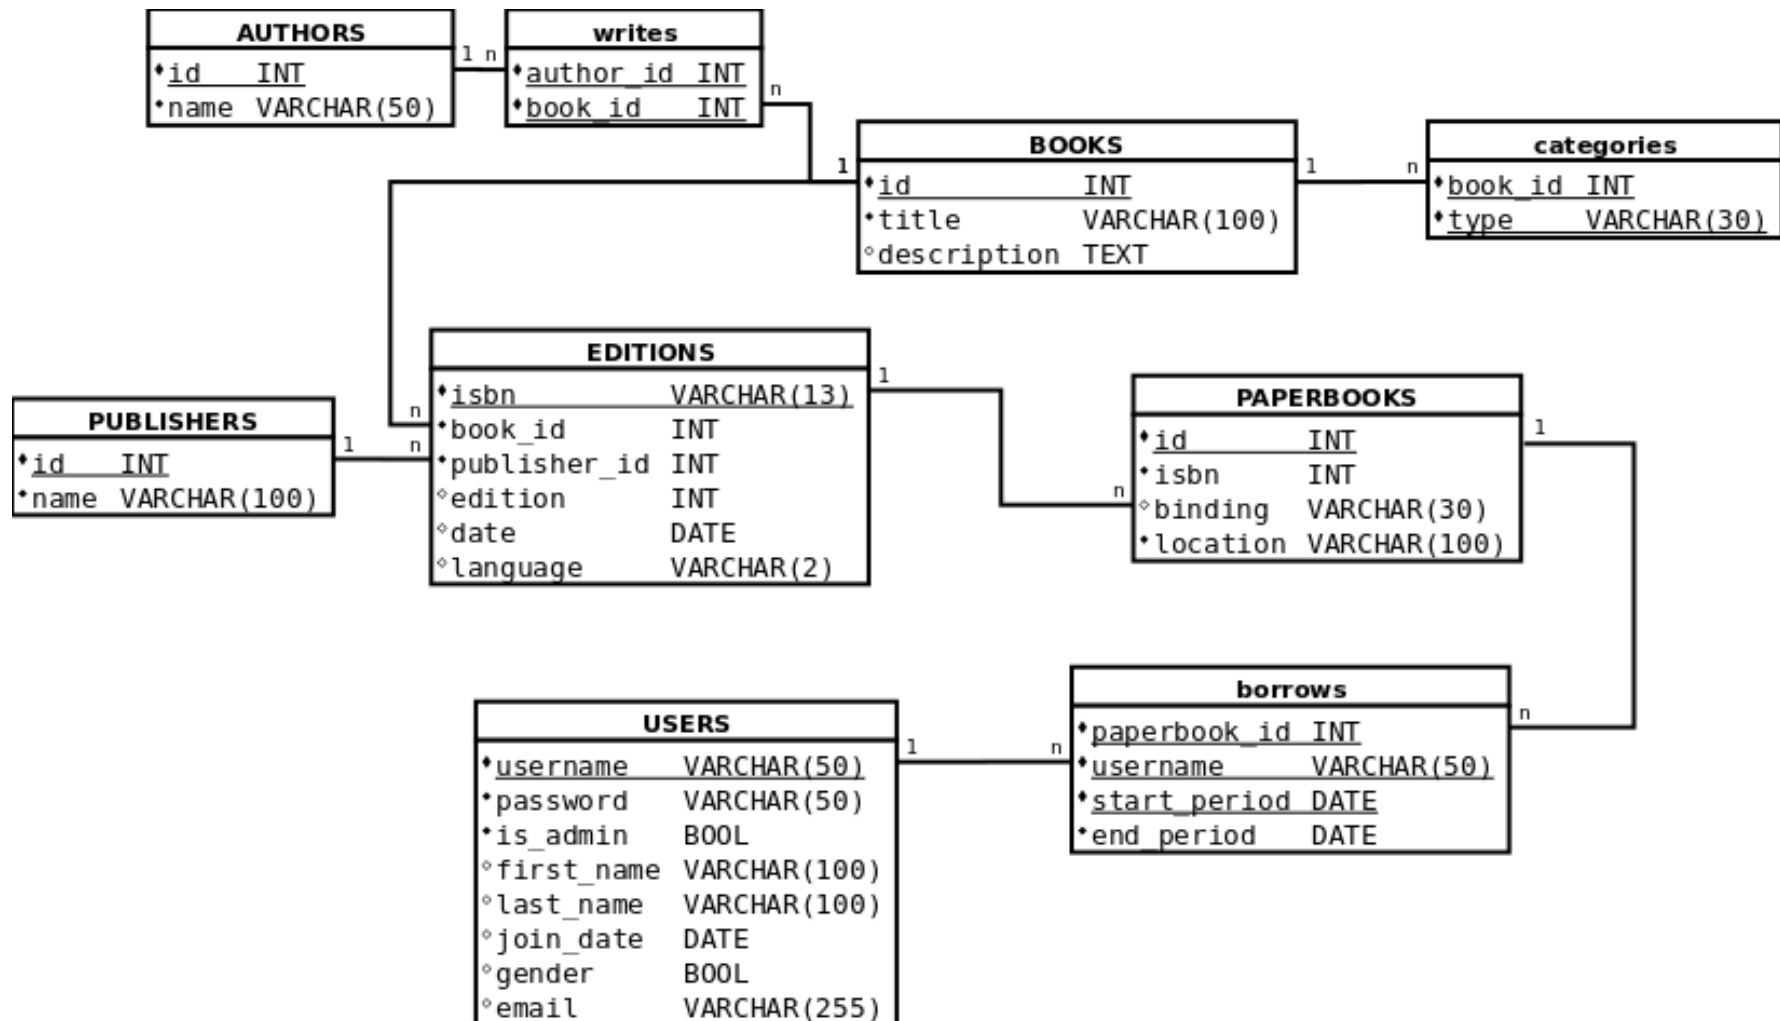 AUTHORS
id INT
name VARCHAR(50)
1 n
writes
author_id INT
book_id INT
n
1
BOOKS
id INT
title VARCHAR(100)
description TEXT
1 n
categories
book_id INT
type VARCHAR(30)
PUBLISHERS
id INT
name VARCHAR(100)
1 n
n
EDITIONS
isbn VARCHAR(13)
book_id INT
publisher_id INT
edition INT
date DATE
language VARCHAR(2)
1
n
PAPERBOOKS
id INT
isbn INT
binding VARCHAR(30)
location VARCHAR(100)
1
n
USERS
username VARCHAR(50)
password VARCHAR(50)
is_admin BOOL
first_name VARCHAR(100)
last_name VARCHAR(100)
join_date DATE
gender BOOL
email VARCHAR(255)
1 n
borrows
paperbook_id INT
username VARCHAR(50)
start_period DATE
end_period DATE